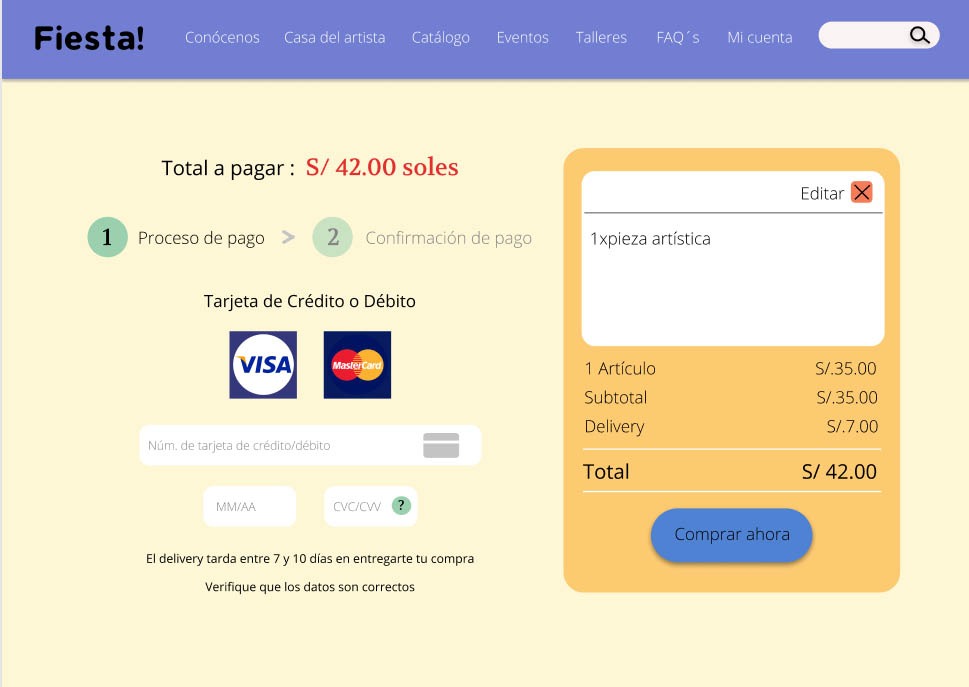 Fiesta!
Conócenos Casa del artista Catálogo Eventos Talleres FAQ´s Mi cuenta
Total a pagar : S/ 42.00 soles
1 Proceso de pago > 2 Confirmación de pago
Tarjeta de Crédito o Débito
VISA MasterCard
Núm. de tarjeta de crédito/débito
MM/AA CVC/CVV ?
El delivery tarda entre 7 y 10 días en entregarte tu compra
Verifique que los datos son correctos
Editar
1xpieza artística
1 Artículo S/.35.00
Subtotal S/.35.00
Delivery S/.7.00
Total S/ 42.00
Comprar ahora